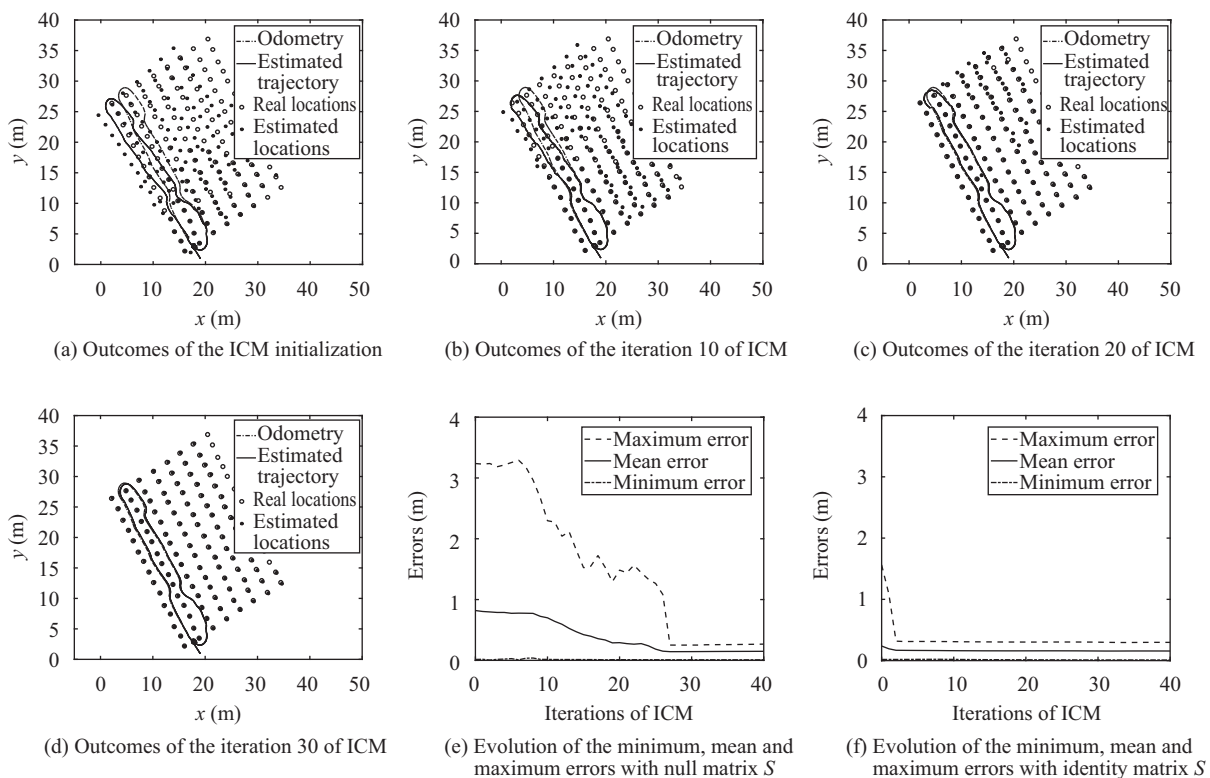 40
35
30
25
20
15
10
5
0
y (m)
Odometry
Estimated
trajectory
Real locations
Estimated
locations
0 10 20 30 40 50
x (m)
(a) Outcomes of the ICM initialization
40
35
30
25
20
15
10
5
0
y (m)
Odometry
Estimated
trajectory
Real locations
Estimated
locations
0 10 20 30 40 50
x (m)
(b) Outcomes of the iteration 10 of ICM
40
35
30
25
20
15
10
5
0
y (m)
Odometry
Estimated
trajectory
Real locations
Estimated
locations
0 10 20 30 40 50
x (m)
(c) Outcomes of the iteration 20 of ICM
40
35
30
25
20
15
10
5
0
y (m)
Odometry
Estimated
trajectory
Real locations
Estimated
locations
0 10 20 30 40 50
x (m)
(d) Outcomes of the iteration 30 of ICM
4
3
2
1
0
Errors (m)
Maximum error
Mean error
Minimum error
0 10 20 30 40
Iterations of ICM
(e) Evolution of the minimum, mean and
maximum errors with null matrix S
4
3
2
1
0
Errors (m)
Maximum error
Mean error
Minimum error
0 10 20 30 40
Iterations of ICM
(f) Evolution of the minimum, mean and
maximum errors with identity matrix S